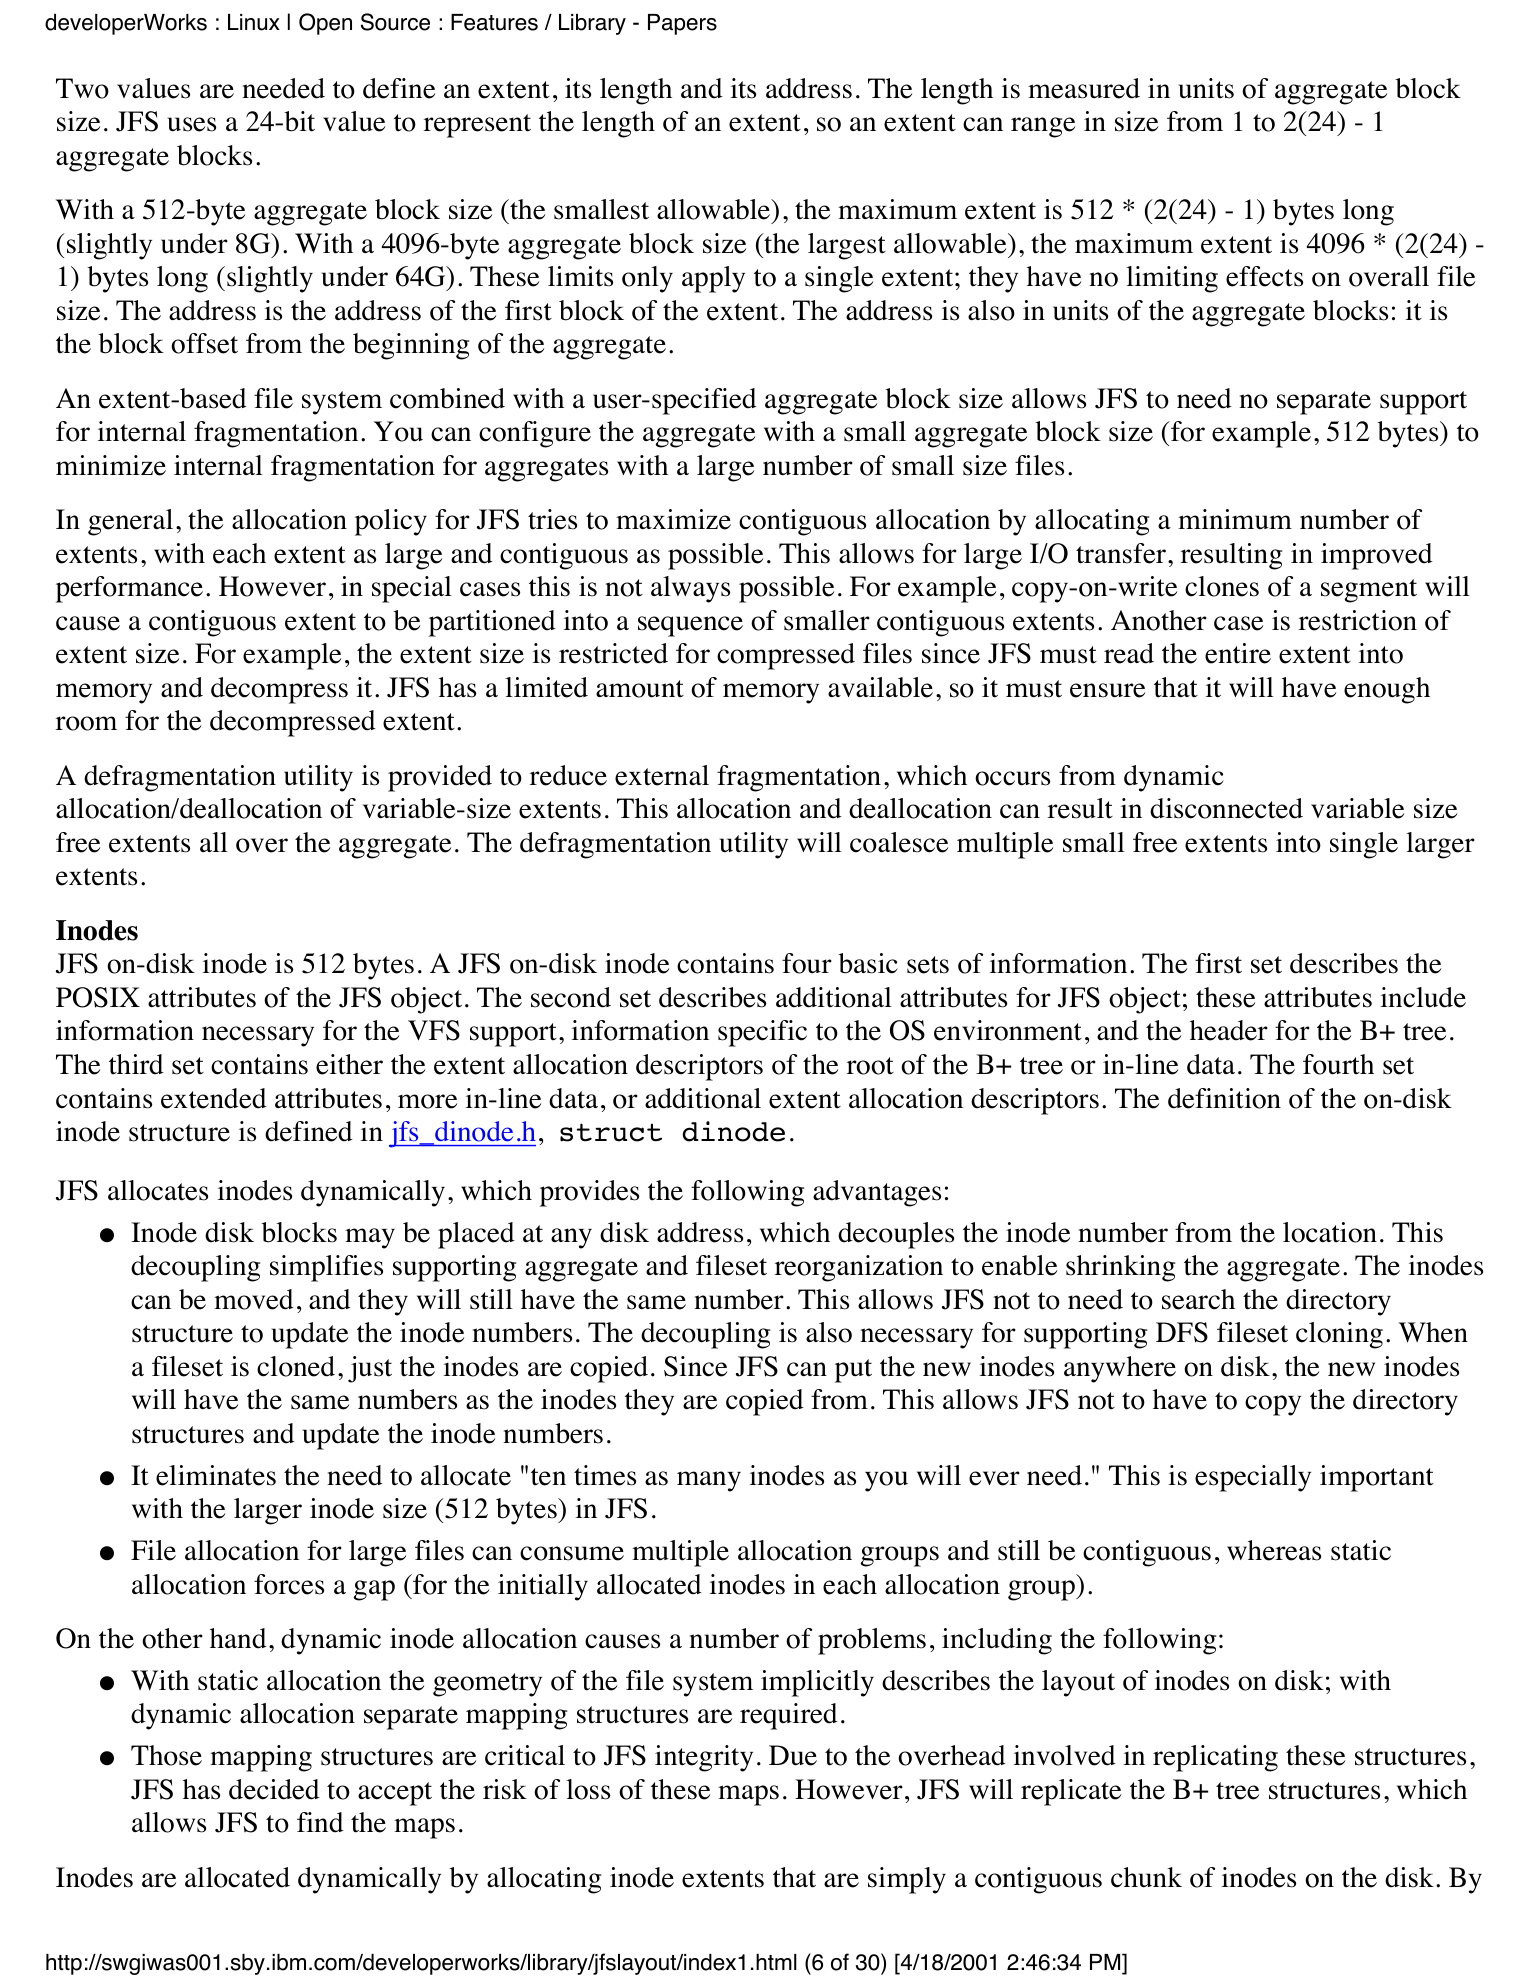 developerWorks : Linux | Open Source : Features / Library - Papers
Two values are needed to define an extent, its length and its address. The length is measured in units of aggregate block
size. JFS uses a 24-bit value to represent the length of an extent, so an extent can range in size from 1 to 2(24) - 1
aggregate blocks.
With a 512-byte aggregate block size (the smallest allowable), the maximum extent is 512 * (2(24) - 1) bytes long
(slightly under 8G). With a 4096-byte aggregate block size (the largest allowable), the maximum extent is 4096 * (2(24) -
1) bytes long (slightly under 64G). These limits only apply to a single extent; they have no limiting effects on overall file
size. The address is the address of the first block of the extent. The address is also in units of the aggregate blocks: it is
the block offset from the beginning of the aggregate.
An extent-based file system combined with a user-specified aggregate block size allows JFS to need no separate support
for internal fragmentation. You can configure the aggregate with a small aggregate block size (for example, 512 bytes) to
minimize internal fragmentation for aggregates with a large number of small size files.
In general, the allocation policy for JFS tries to maximize contiguous allocation by allocating a minimum number of
extents, with each extent as large and contiguous as possible. This allows for large I/O transfer, resulting in improved
performance. However, in special cases this is not always possible. For example, copy-on-write clones of a segment will
cause a contiguous extent to be partitioned into a sequence of smaller contiguous extents. Another case is restriction of
extent size. For example, the extent size is restricted for compressed files since JFS must read the entire extent into
memory and decompress it. JFS has a limited amount of memory available, so it must ensure that it will have enough
room for the decompressed extent.
A defragmentation utility is provided to reduce external fragmentation, which occurs from dynamic
allocation/deallocation of variable-size extents. This allocation and deallocation can result in disconnected variable size
free extents all over the aggregate. The defragmentation utility will coalesce multiple small free extents into single larger
extents.
Inodes
JFS on-disk inode is 512 bytes. A JFS on-disk inode contains four basic sets of information. The first set describes the
POSIX attributes of the JFS object. The second set describes additional attributes for JFS object; these attributes include
information necessary for the VFS support, information specific to the OS environment, and the header for the B+ tree.
The third set contains either the extent allocation descriptors of the root of the B+ tree or in-line data. The fourth set
contains extended attributes, more in-line data, or additional extent allocation descriptors. The definition of the on-disk
inode structure is defined in jfs_dinode.h, struct dinode.
JFS allocates inodes dynamically, which provides the following advantages:
● Inode disk blocks may be placed at any disk address, which decouples the inode number from the location. This
decoupling simplifies supporting aggregate and fileset reorganization to enable shrinking the aggregate. The inodes
can be moved, and they will still have the same number. This allows JFS not to need to search the directory
structure to update the inode numbers. The decoupling is also necessary for supporting DFS fileset cloning. When
a fileset is cloned, just the inodes are copied. Since JFS can put the new inodes anywhere on disk, the new inodes
will have the same numbers as the inodes they are copied from. This allows JFS not to have to copy the directory
structures and update the inode numbers.
● It eliminates the need to allocate "ten times as many inodes as you will ever need." This is especially important
with the larger inode size (512 bytes) in JFS.
● File allocation for large files can consume multiple allocation groups and still be contiguous, whereas static
allocation forces a gap (for the initially allocated inodes in each allocation group).
On the other hand, dynamic inode allocation causes a number of problems, including the following:
● With static allocation the geometry of the file system implicitly describes the layout of inodes on disk; with
dynamic allocation separate mapping structures are required.
● Those mapping structures are critical to JFS integrity. Due to the overhead involved in replicating these structures,
JFS has decided to accept the risk of loss of these maps. However, JFS will replicate the B+ tree structures, which
allows JFS to find the maps.
Inodes are allocated dynamically by allocating inode extents that are simply a contiguous chunk of inodes on the disk. By
http://swgiwas001.sby.ibm.com/developerworks/library/jfslayout/index1.html (6 of 30) [4/18/2001 2:46:34 PM]